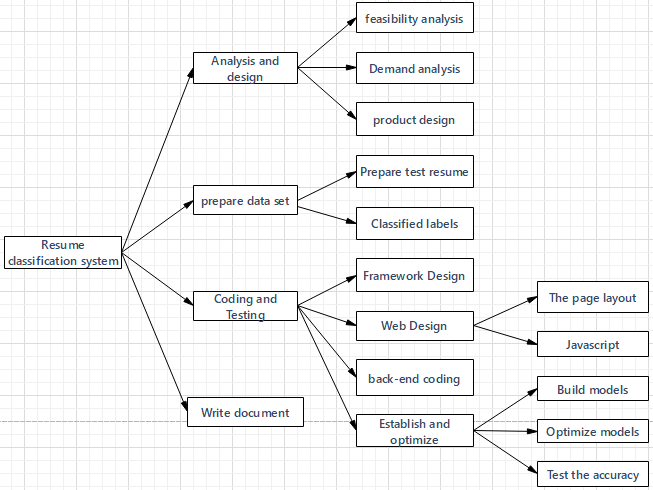 feasibility analysis
Analysis and
design
Demand analysis
product design
Prepare test resume
prepare data set
Classified labels
Resume
classification system
Framework Design
Coding and
Testing
The page layout
Web Design
Javascript
back-end coding
Build models
Write document
Establish and
optimize
Optimize models
Test the accuracy